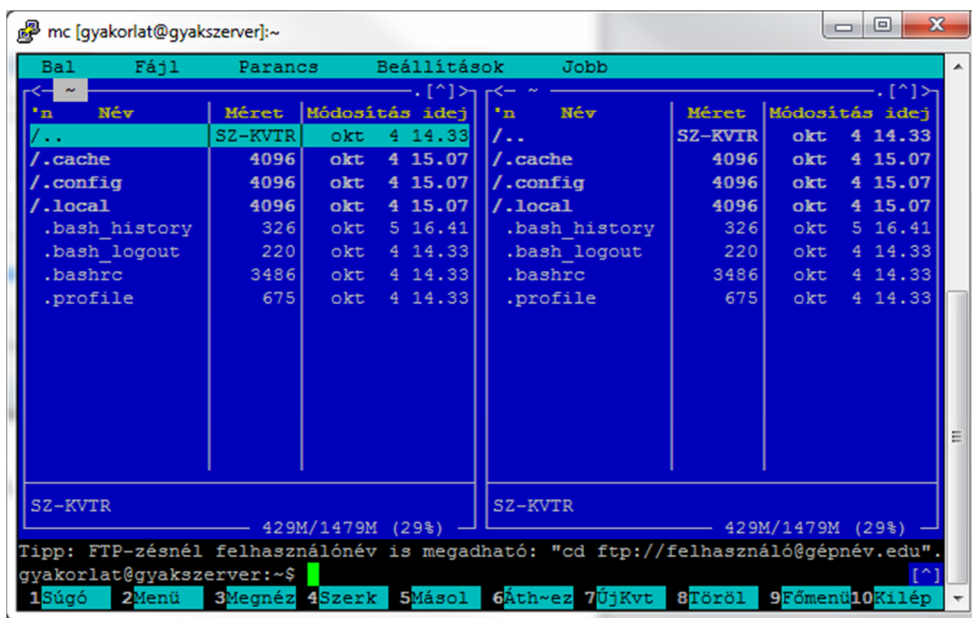 mc [gyakorlat@gyakszerver]:~
Bal Fájl Parancs Beállítások Jobb
<- ~ .[^]> <- ~ .[^]>
'n Név Méret Módosítás idej 'n Név Méret Módosítás idej
/.. SZ-KVTR okt 4 14.33 /.. SZ-KVTR okt 4 14.33
/.cache 4096 okt 4 15.07 /.cache 4096 okt 4 15.07
/.config 4096 okt 4 15.07 /.config 4096 okt 4 15.07
/.local 4096 okt 4 15.07 /.local 4096 okt 4 15.07
.bash_history 326 okt 5 16.41 .bash_history 326 okt 5 16.41
.bash_logout 220 okt 4 14.33 .bash_logout 220 okt 4 14.33
.bashrc 3486 okt 4 14.33 .bashrc 3486 okt 4 14.33
.profile 675 okt 4 14.33 .profile 675 okt 4 14.33
SZ-KVTR SZ-KVTR
429M/1479M (29%) 429M/1479M (29%)
Tipp: FTP-zésnél felhasználónév is megadható: "cd ftp://felhasználó@gépnév.edu".
gyakorlat@gyakszerver:~$ [^]
1Súgó 2Menü 3Megnéz 4Szerk 5Másol 6Áth~ez 7ÚjKvt 8Töröl 9Főmenü 10Kilép